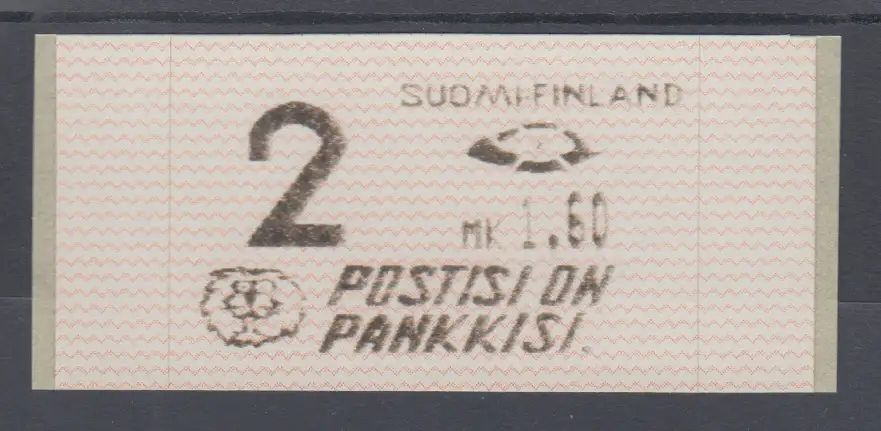 SUOMI-FINLAND
2
MK 1.60
POSTISI ON
PANKKISI.